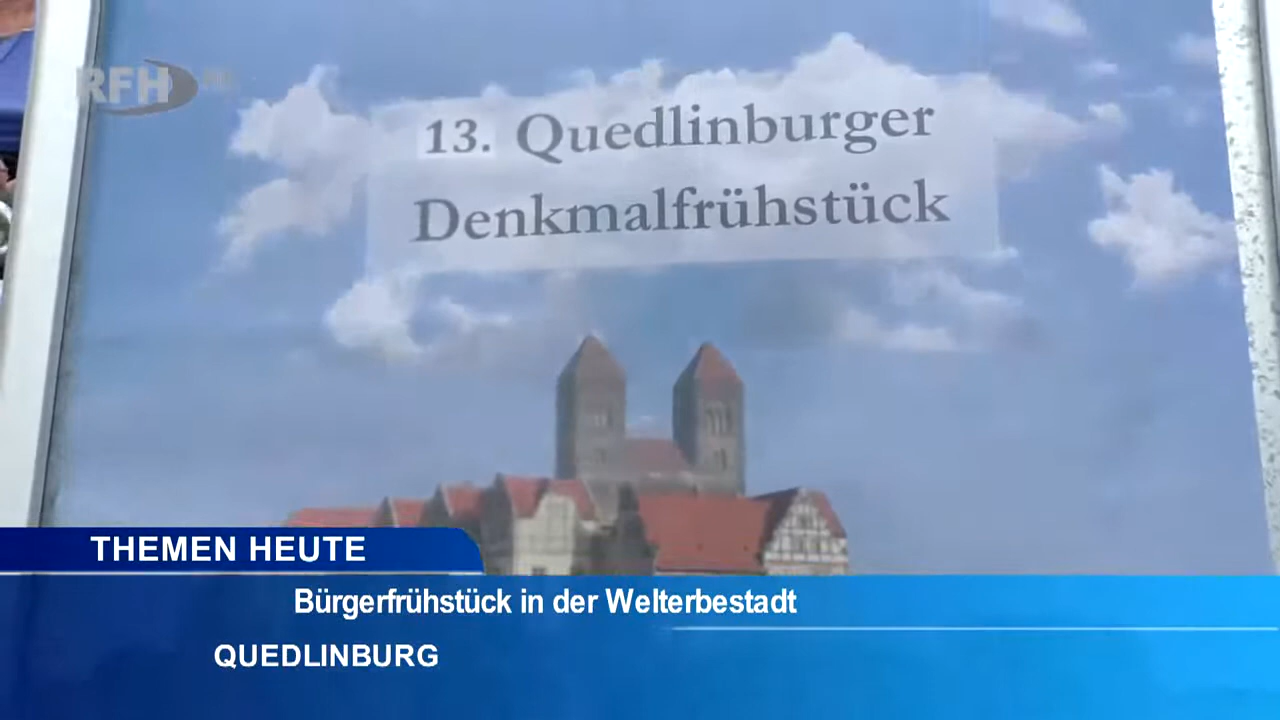 RFH
13. Quedlinburger
Denkmalfrühstück
THEMEN HEUTE
Bürgerfrühstück in der Welterbestadt
QUEDLINBURG